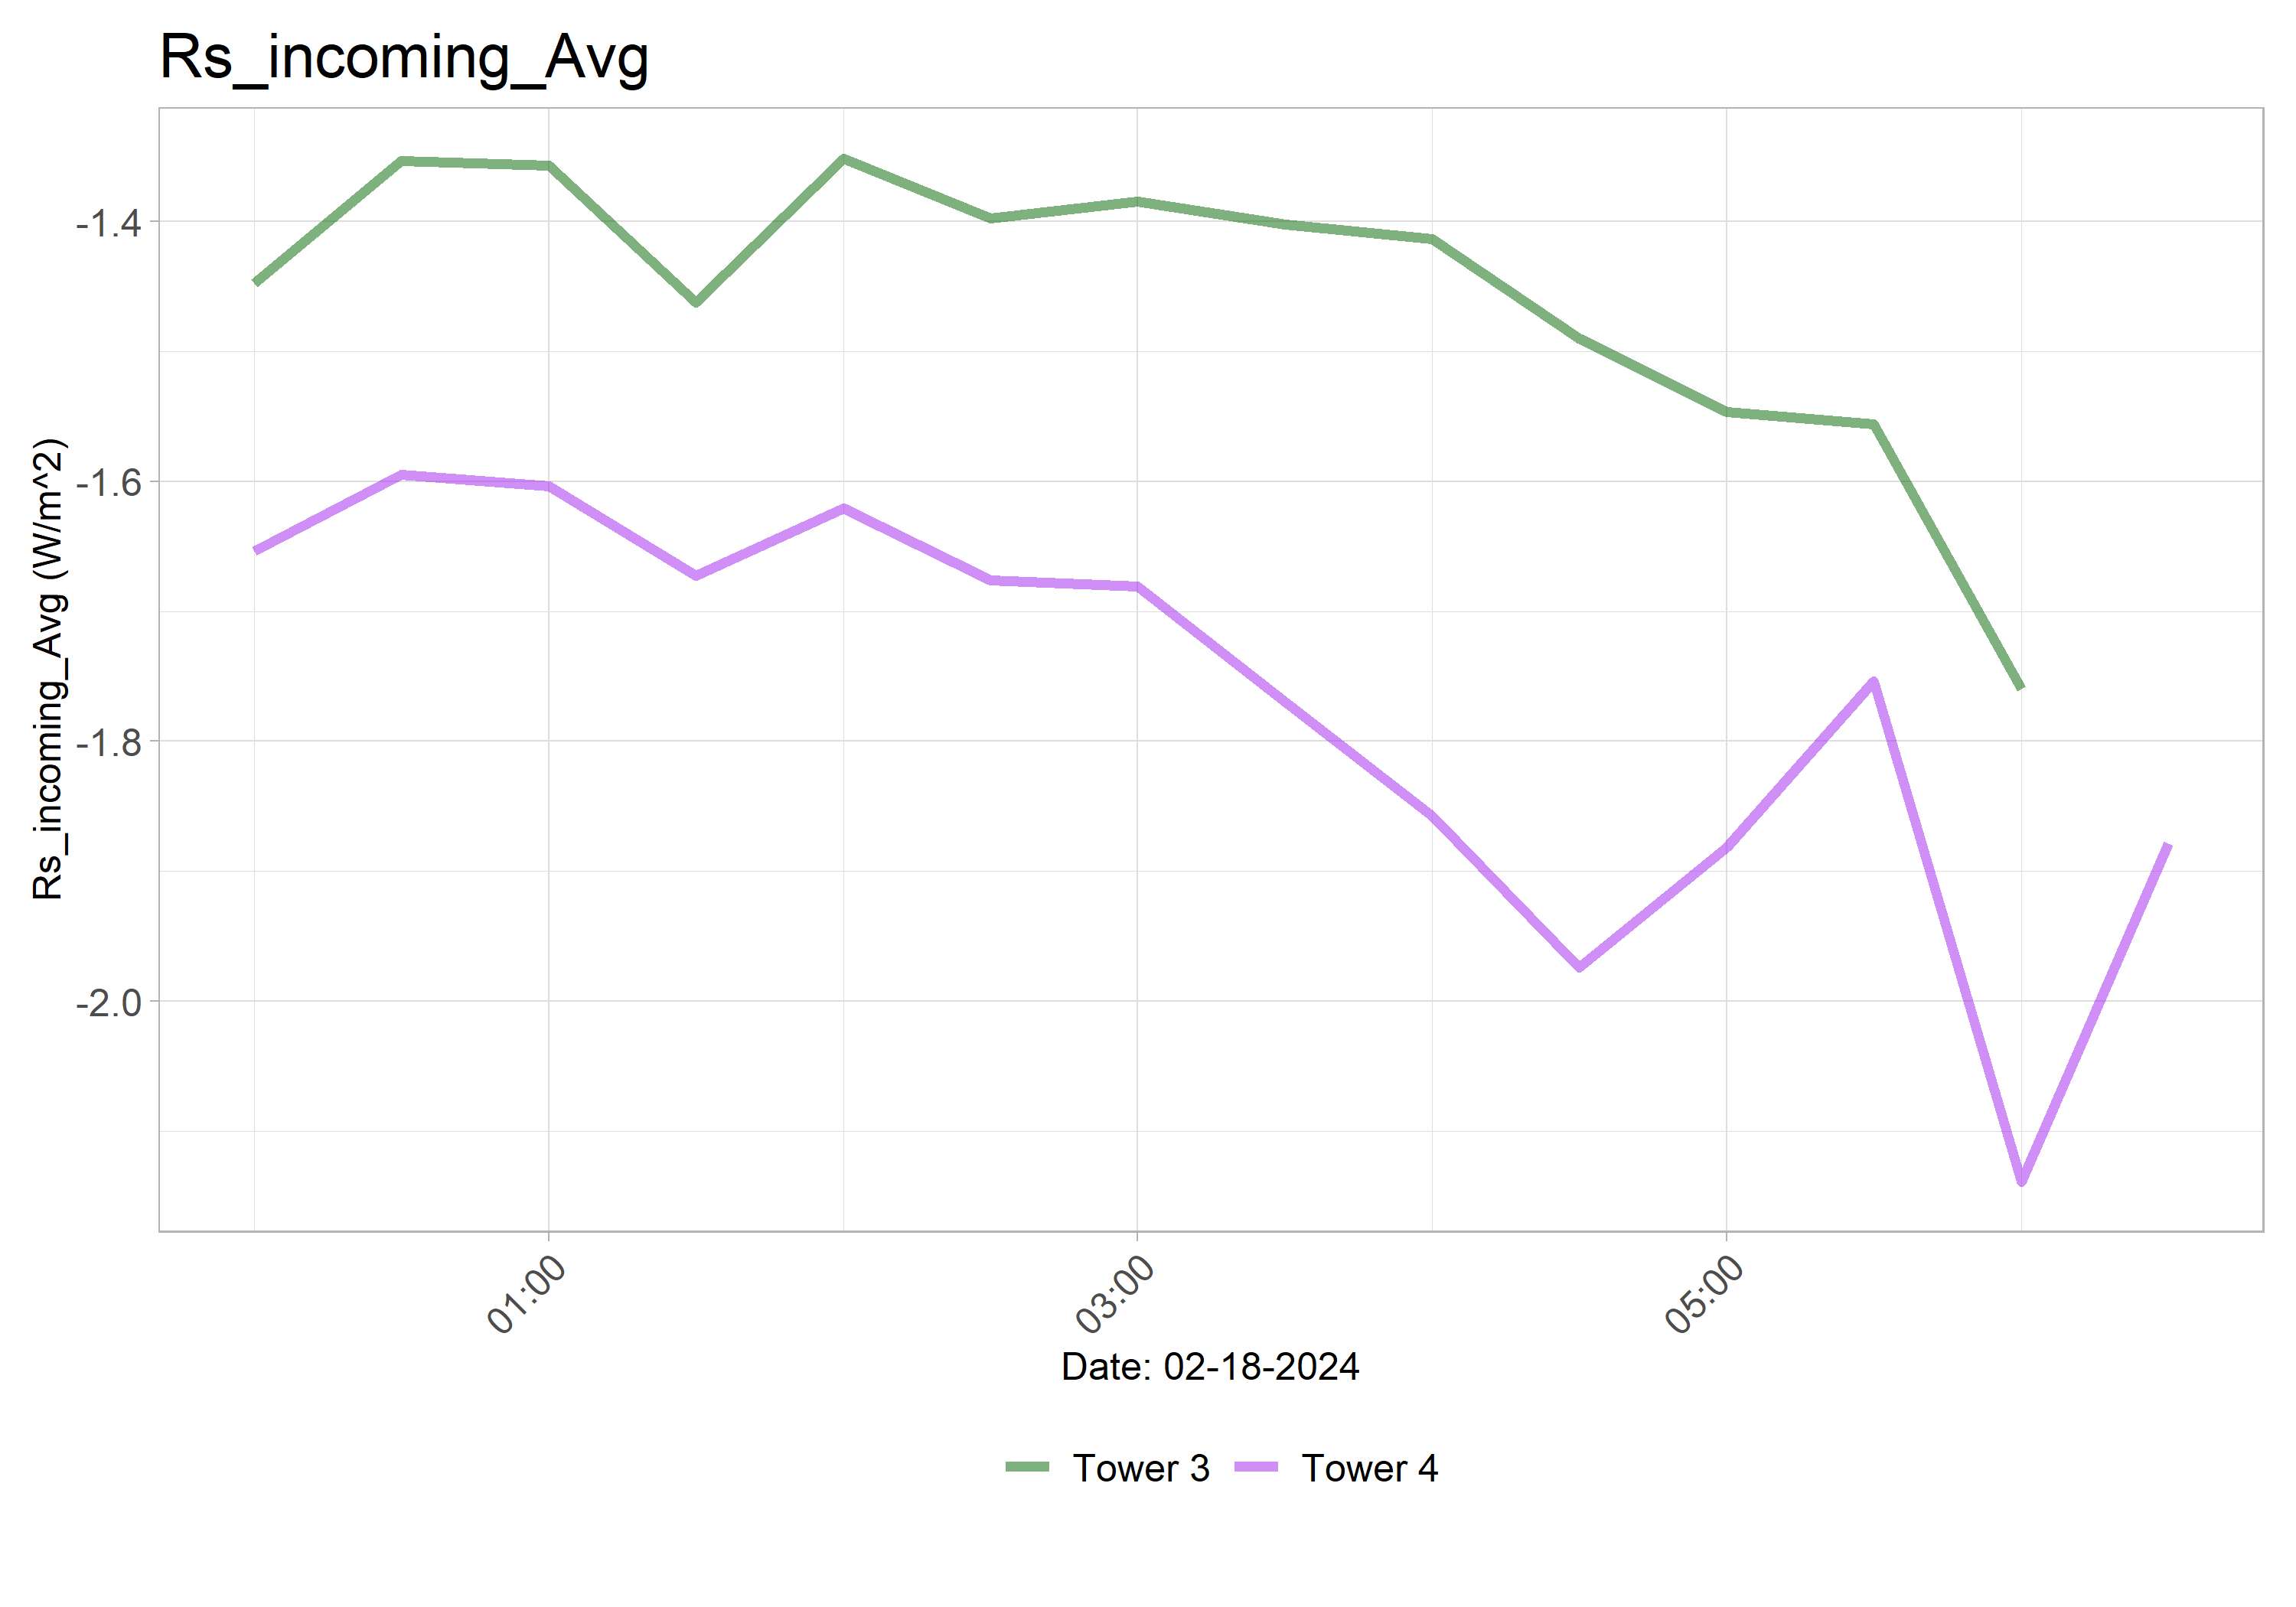 Rs_incoming_Avg
Rs_incoming_Avg (W/m^2)
-1.4
-1.6
-1.8
-2.0
01:00
03:00
05:00
Date: 02-18-2024
Tower 3
Tower 4